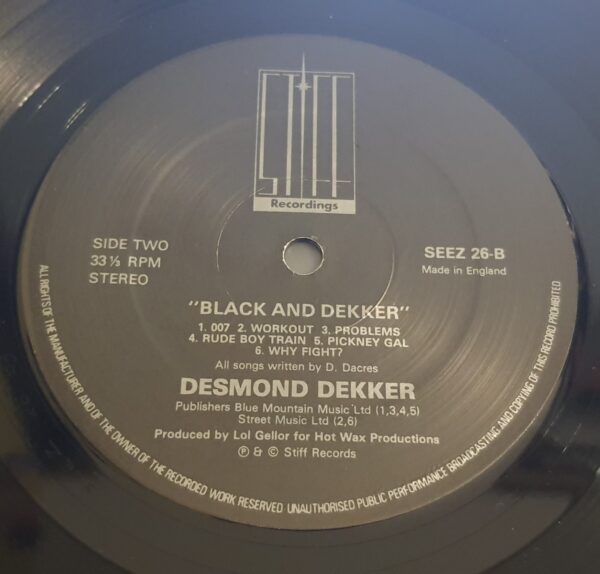 STIFF
Recordings
SIDE TWO
33⅓ RPM
STEREO
SEEZ 26-B
Made in England
"BLACK AND DEKKER"
1. 007 2. WORKOUT 3. PROBLEMS
4. RUDE BOY TRAIN 5. PICKNEY GAL
6. WHY FIGHT?
All songs written by D. Dacres
DESMOND DEKKER
Publishers Blue Mountain Music Ltd (1,3,4,5)
Street Music Ltd (2,6)
Produced by Lol Gellor for Hot Wax Productions
Ⓟ & © Stiff Records
ALL RIGHTS OF THE MANUFACTURER AND OF THE OWNER OF THE RECORDED WORK RESERVED UNAUTHORISED PUBLIC PERFORMANCE BROADCASTING AND COPYING OF THIS RECORD PROHIBITED